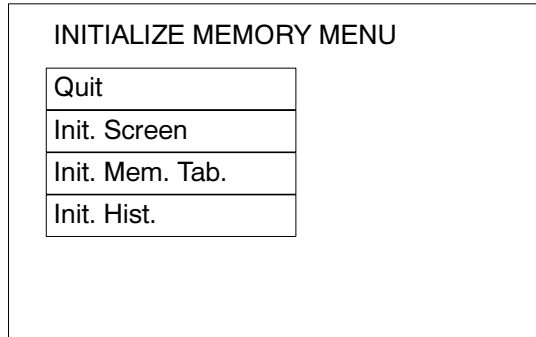 INITIALIZE MEMORY MENU
Quit
Init. Screen
Init. Mem. Tab.
Init. Hist.